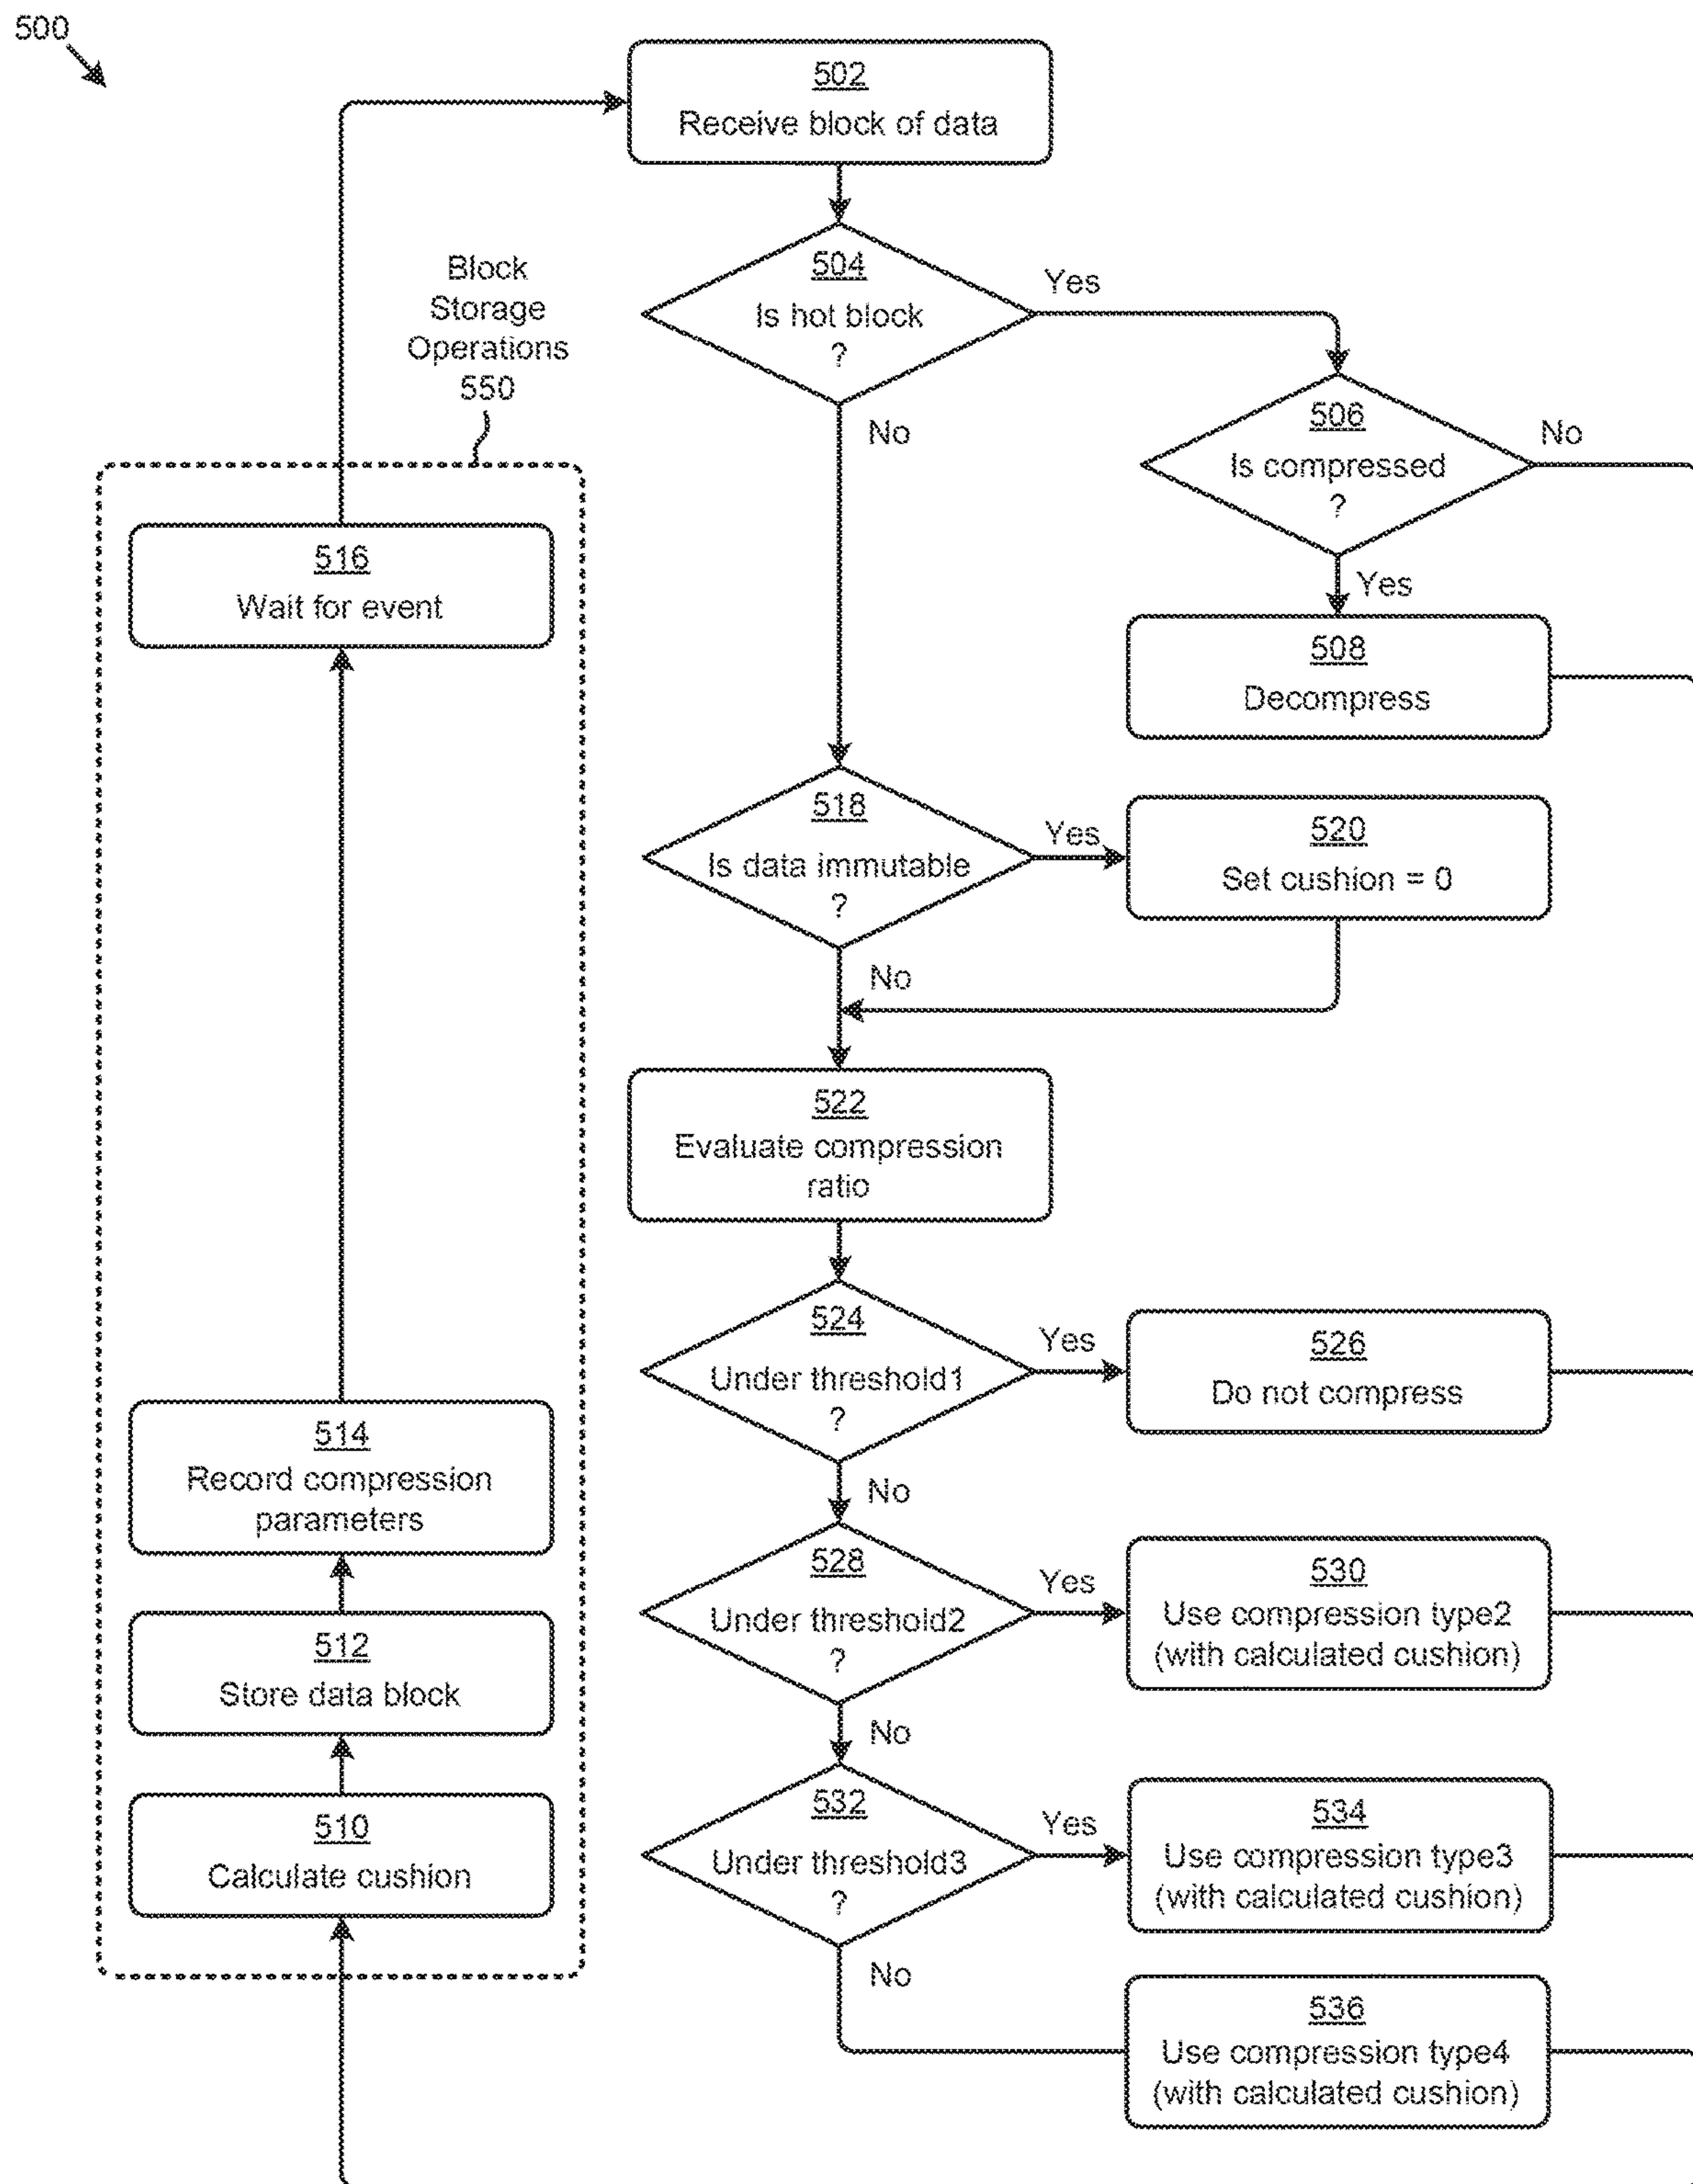 500
502
Receive block of data
504
Is hot block
?
Yes
No
506
Is compressed
?
No
Yes
508
Decompress
Block
Storage
Operations
550
516
Wait for event
518
Is data immutable
?
Yes
No
520
Set cushion = 0
522
Evaluate compression
ratio
524
Under threshold1
?
Yes
No
526
Do not compress
514
Record compression
parameters
528
Under threshold2
?
Yes
No
530
Use compression type2
(with calculated cushion)
512
Store data block
532
Under threshold3
?
Yes
No
534
Use compression type3
(with calculated cushion)
510
Calculate cushion
536
Use compression type4
(with calculated cushion)